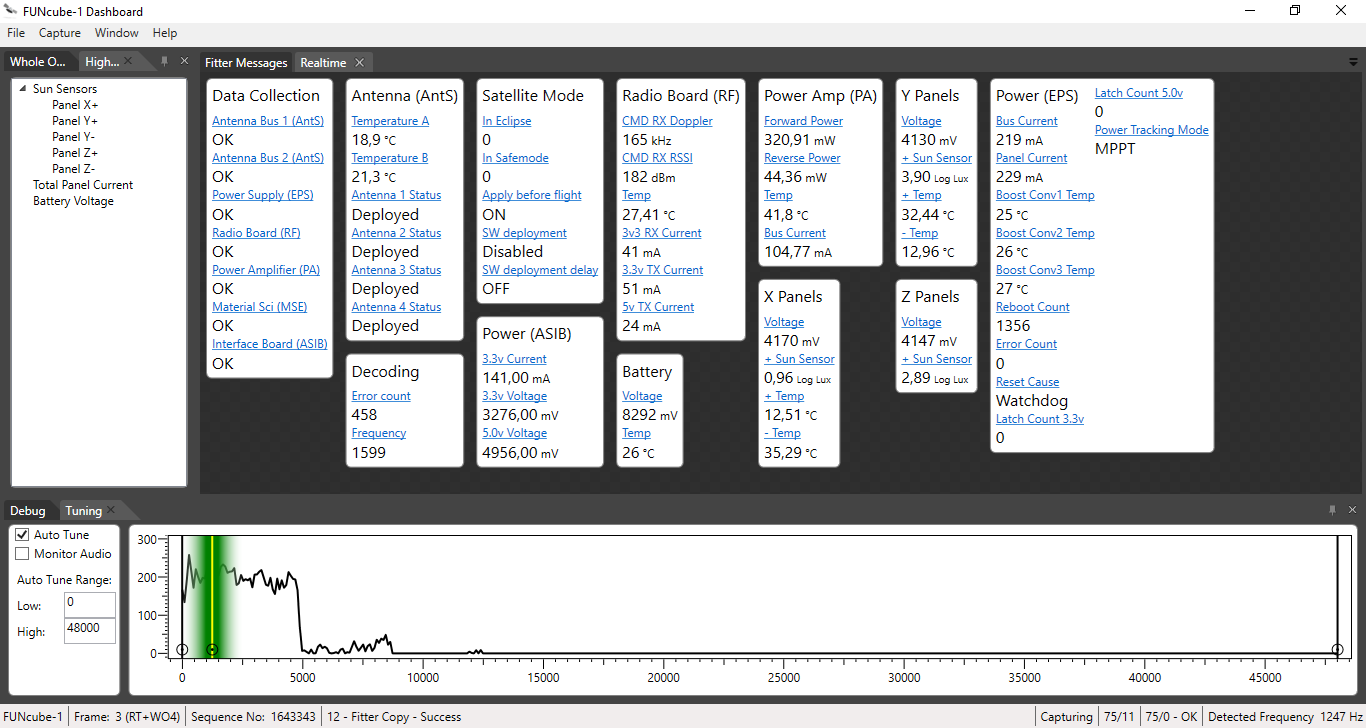 FUNcube-1 Dashboard
File Capture Window Help
Whole O... High...
Sun Sensors
Panel X+
Panel Y+
Panel Y-
Panel Z+
Panel Z-
Total Panel Current
Battery Voltage
Fitter Messages Realtime
Data Collection
Antenna Bus 1 (AntS)
OK
Antenna Bus 2 (AntS)
OK
Power Supply (EPS)
OK
Radio Board (RF)
OK
Power Amplifier (PA)
OK
Material Sci (MSE)
OK
Interface Board (ASIB)
OK
Antenna (AntS)
Temperature A
18,9 °C
Temperature B
21,3 °C
Antenna 1 Status
Deployed
Antenna 2 Status
Deployed
Antenna 3 Status
Deployed
Antenna 4 Status
Deployed
Decoding
Error count
458
Frequency
1599
Satellite Mode
In Eclipse
0
In Safemode
0
Apply before flight
ON
SW deployment
Disabled
SW deployment delay
OFF
Power (ASIB)
3.3v Current
141,00 mA
3.3v Voltage
3276,00 mV
5.0v Voltage
4956,00 mV
Radio Board (RF)
CMD RX Doppler
165 kHz
CMD RX RSSI
182 dBm
Temp
27,41 °C
3v3 RX Current
41 mA
3.3v TX Current
51 mA
5v TX Current
24 mA
Battery
Voltage
8292 mV
Temp
26 °C
Power Amp (PA)
Forward Power
320,91 mW
Reverse Power
44,36 mW
Temp
41,8 °C
Bus Current
104,77 mA
X Panels
Voltage
4170 mV
+ Sun Sensor
0,96 Log Lux
+ Temp
12,51 °C
- Temp
35,29 °C
Y Panels
Voltage
4130 mV
+ Sun Sensor
3,90 Log Lux
+ Temp
32,44 °C
- Temp
12,96 °C
Z Panels
Voltage
4147 mV
+ Sun Sensor
2,89 Log Lux
Power (EPS)
Bus Current
219 mA
Panel Current
229 mA
Boost Conv1 Temp
25 °C
Boost Conv2 Temp
26 °C
Boost Conv3 Temp
27 °C
Reboot Count
1356
Error Count
0
Reset Cause
Watchdog
Latch Count 3.3v
0
Latch Count 5.0v
0
Power Tracking Mode
MPPT
Debug Tuning
Auto Tune
Monitor Audio
Auto Tune Range:
Low: 0
High: 48000
300
200
100
0
0 5000 10000 15000 20000 25000 30000 35000 40000 45000
FUNcube-1 Frame: 3 (RT+WO4) Sequence No: 1643343 12 - Fitter Copy - Success Capturing 75/11 75/0 - OK Detected Frequency 1247 Hz